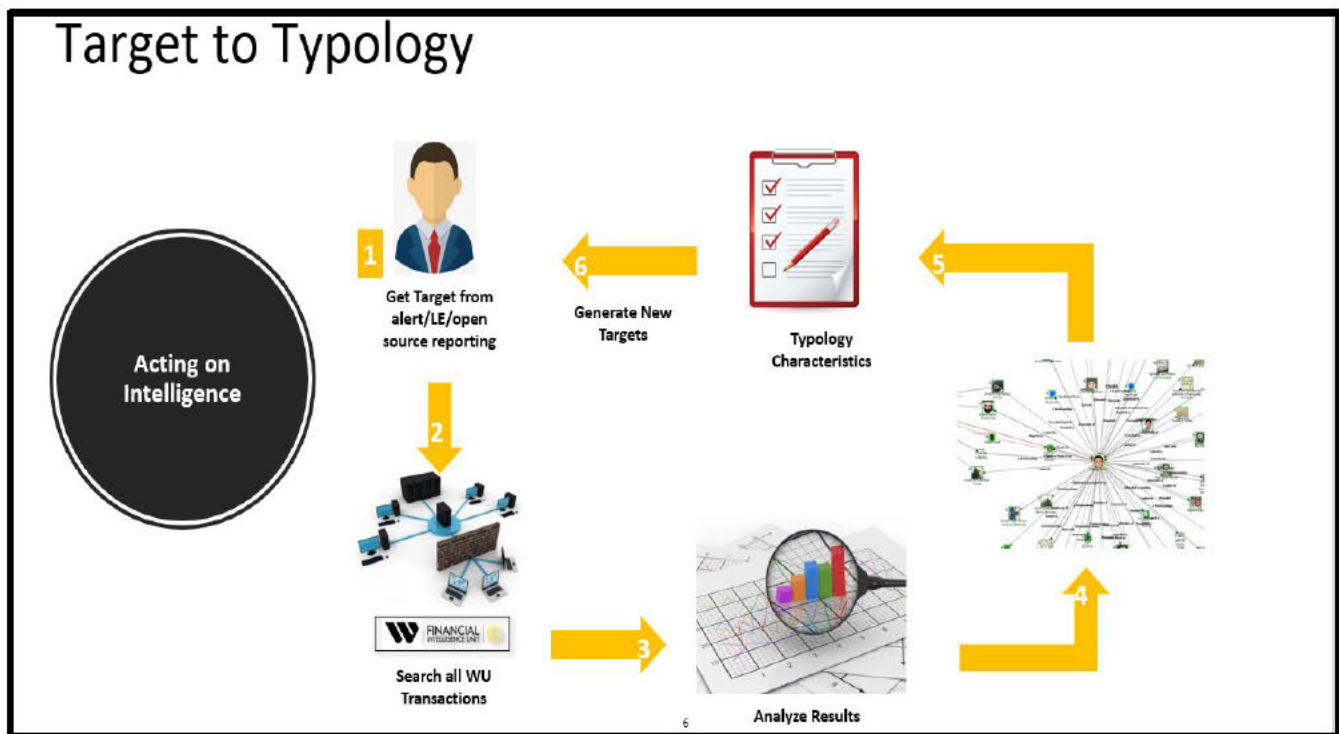 Target to Typology
Acting on
Intelligence
1
Get Target from
alert/LE/open
source reporting
2
FINANCIAL
INTELLIGENCE UNIT
Search all WU
Transactions
3
Analyze Results
4
5
Typology
Characteristics
6
Generate New
Targets
6